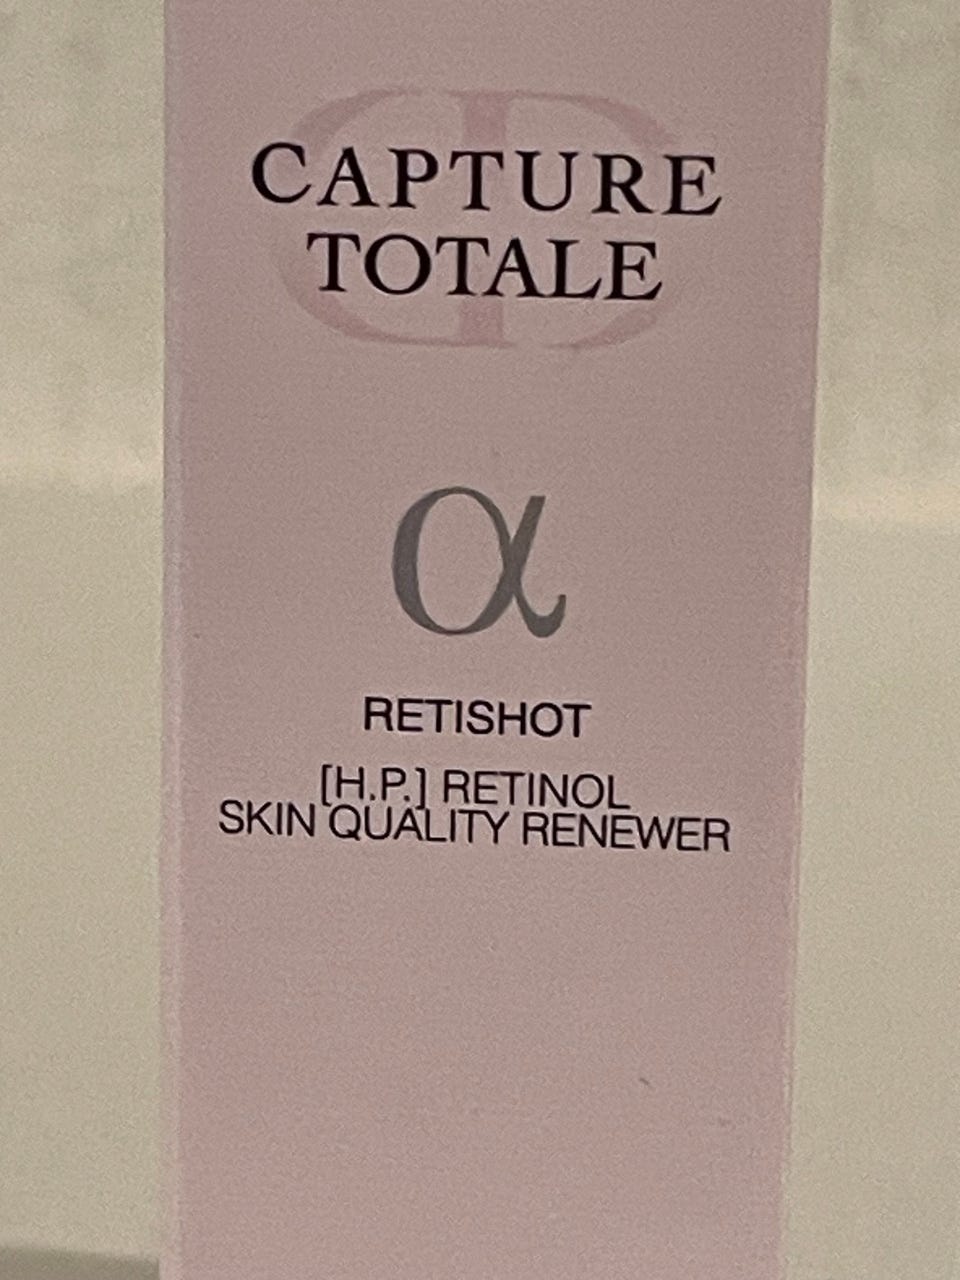 CAPTURE
TOTALE
α
RETISHOT
[H.P.] RETINOL
SKIN QUALITY RENEWER